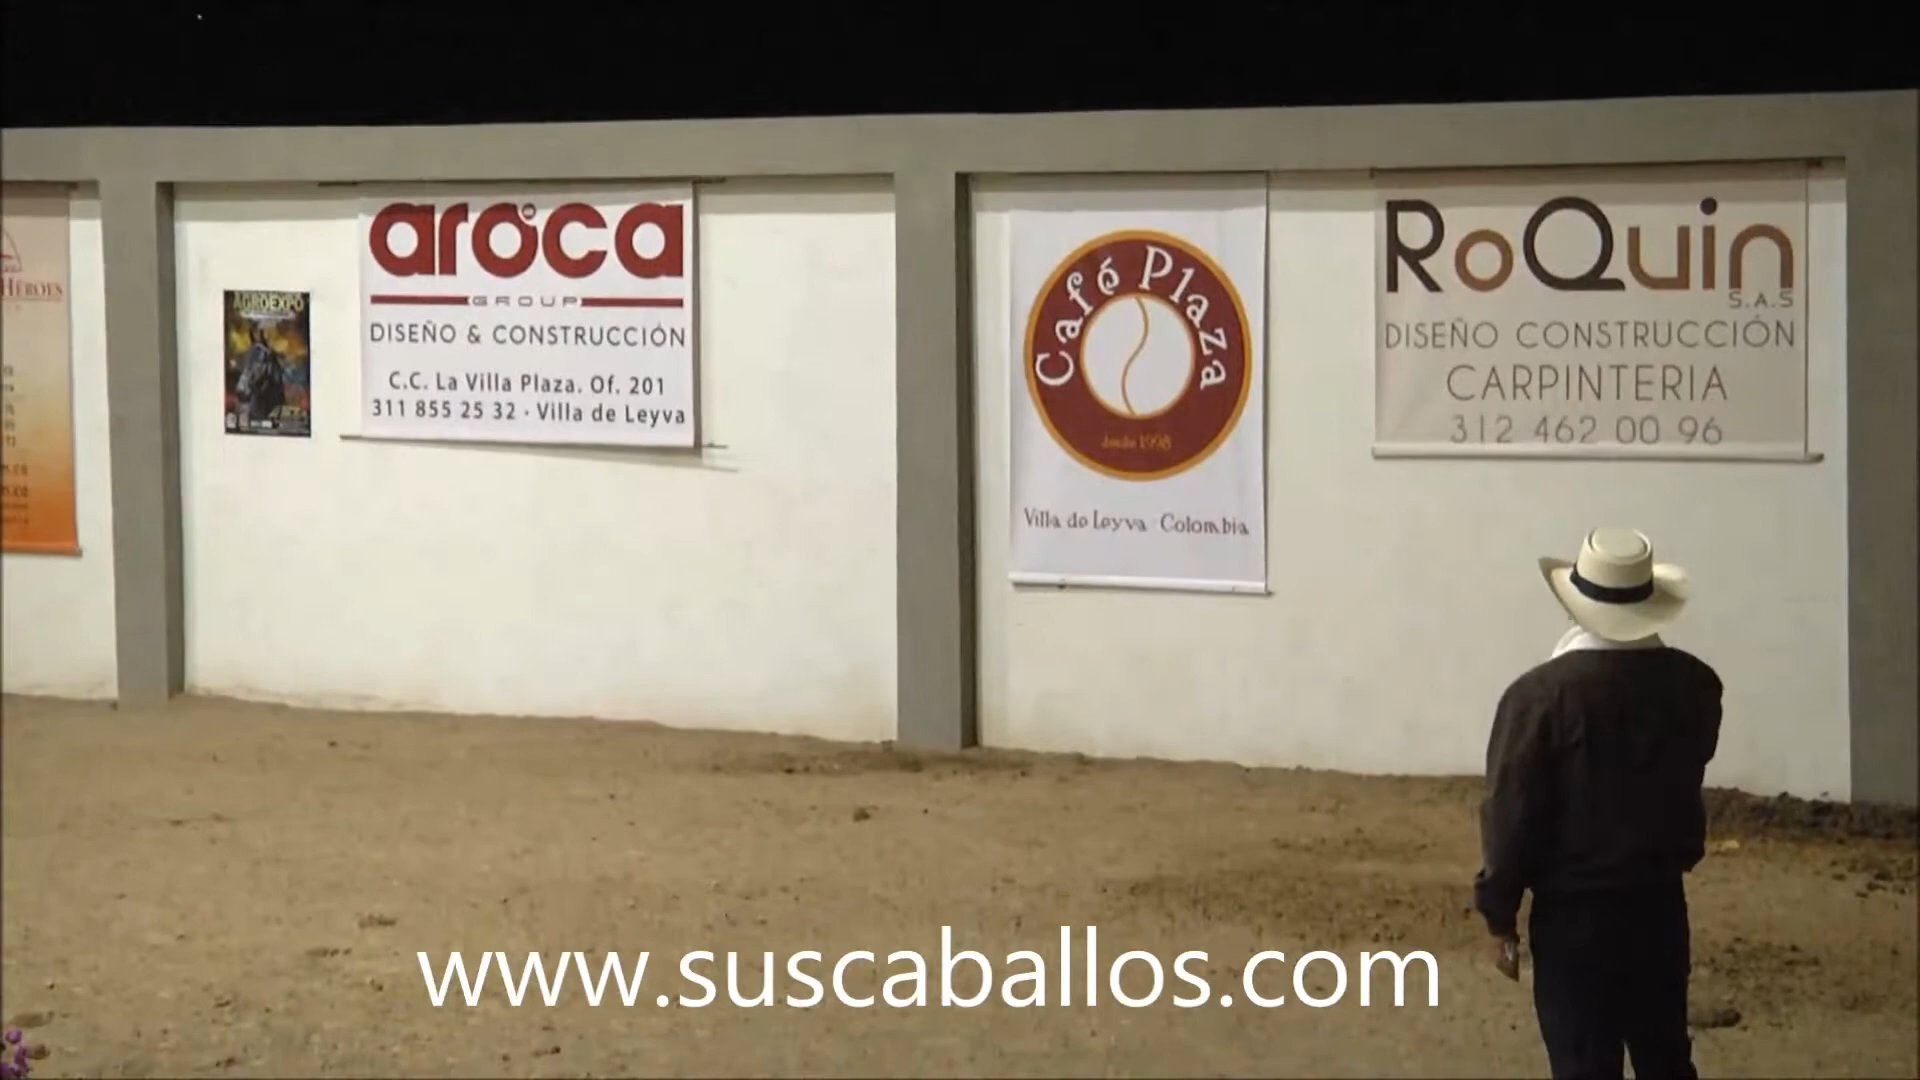 HÉROES
AGROEXPO
aroca
GROUP
DISEÑO & CONSTRUCCIÓN
C.C. La Villa Plaza. Of. 201
311 855 25 32 - Villa de Leyva
Café Plaza
desde 1998
Villa de Leyva Colombia
RoQuin
S.A.S
DISEÑO CONSTRUCCIÓN
CARPINTERIA
312 462 00 96
www.suscaballos.com